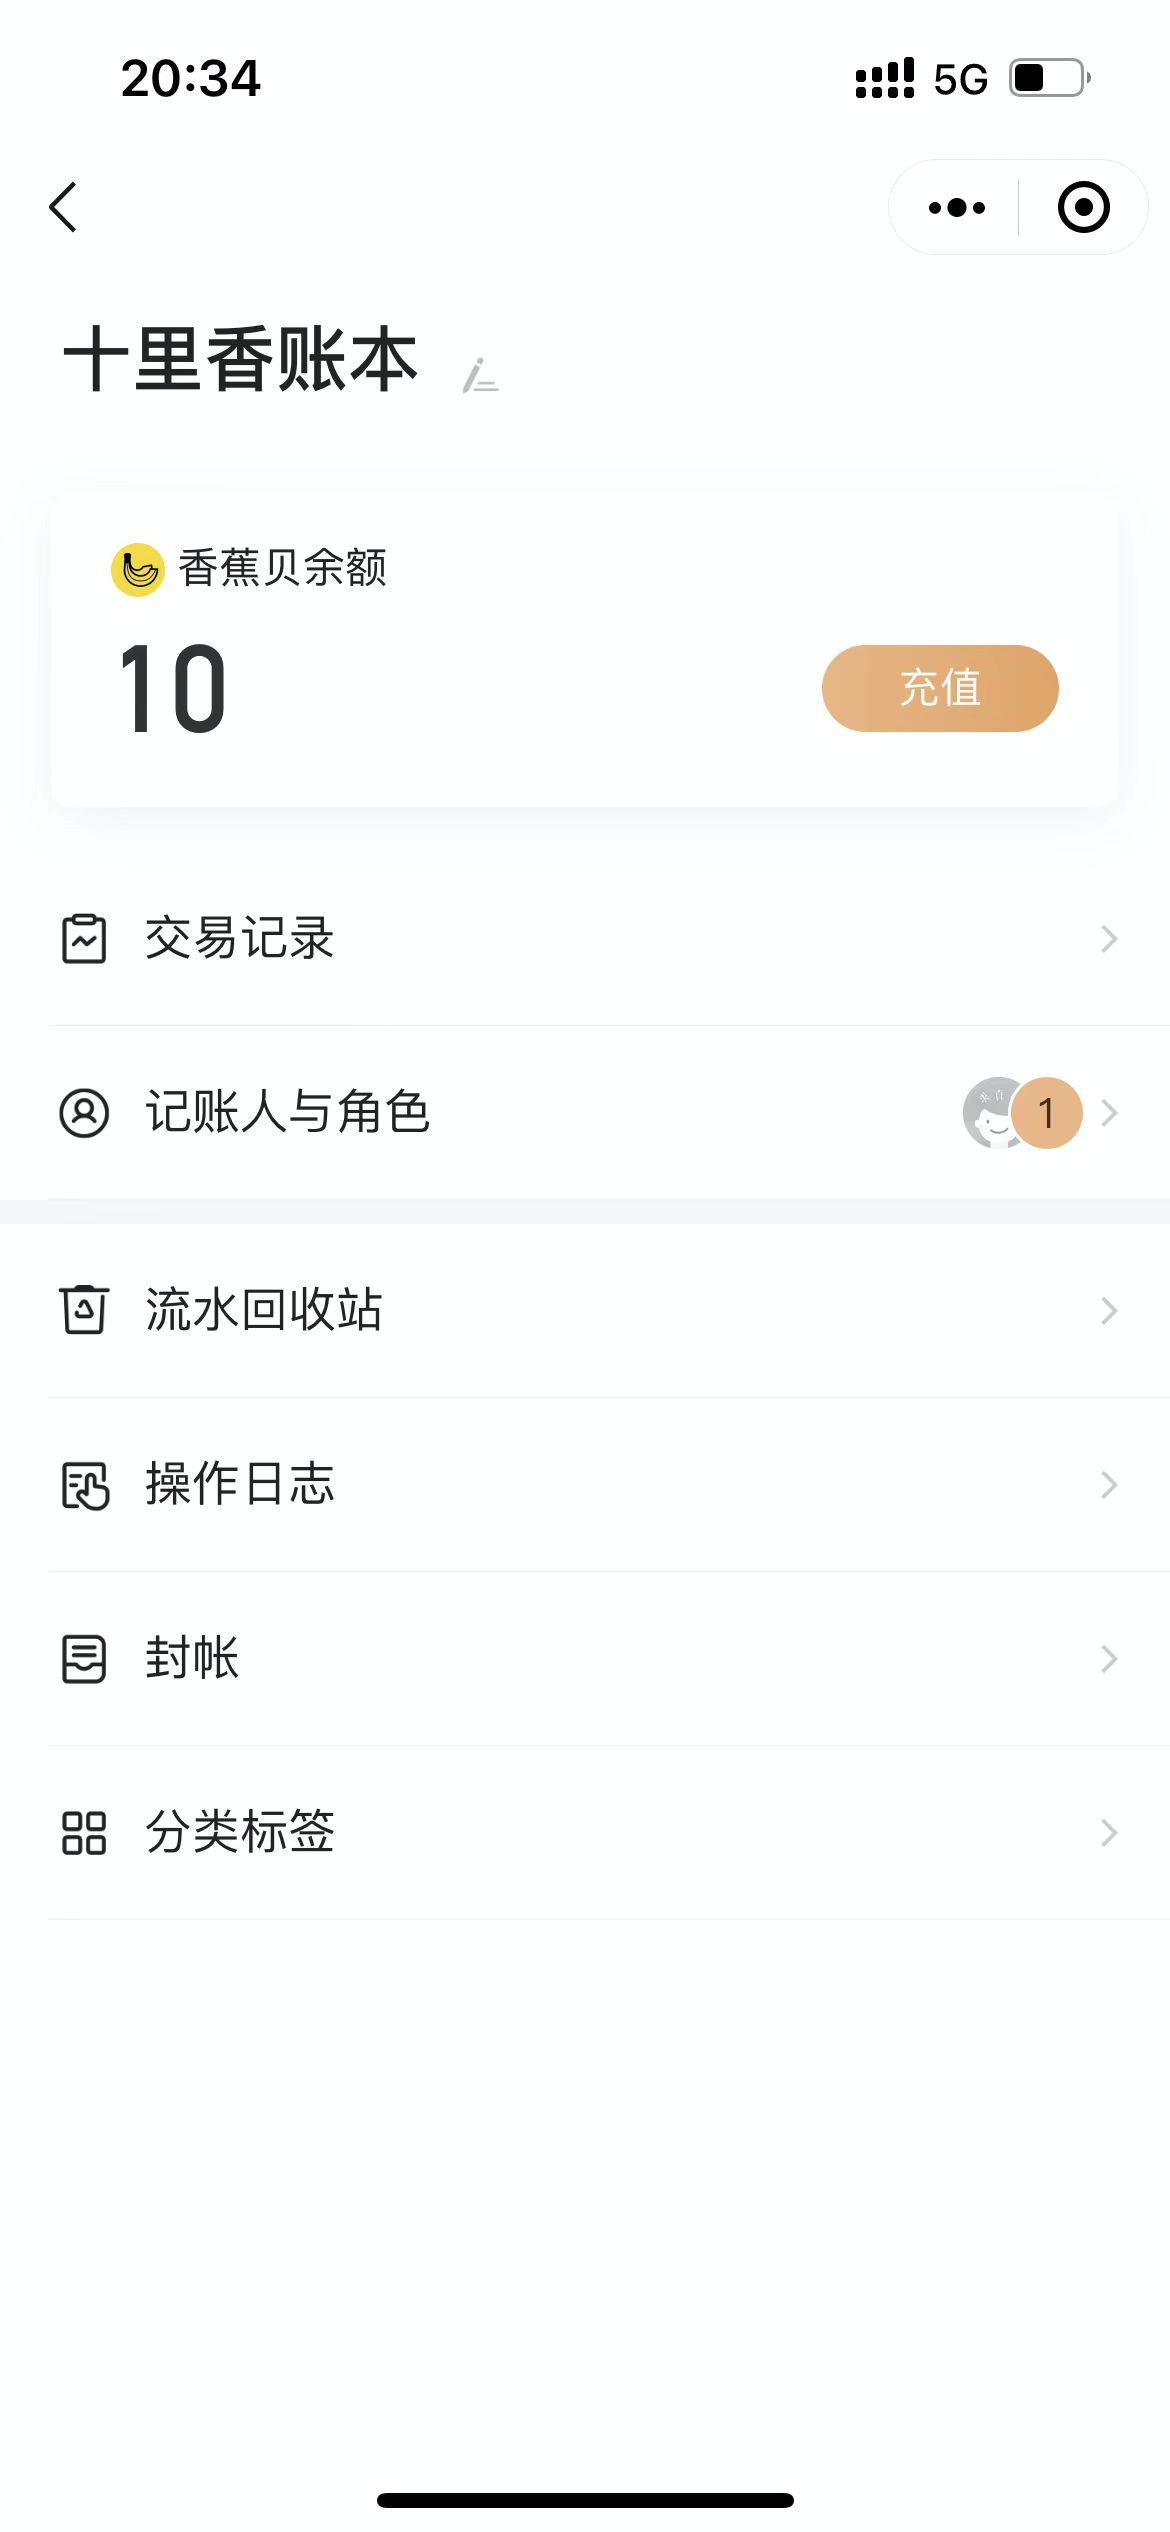 20:34 5G
十里香账本
香蕉贝余额
10
充值
交易记录
记账人与角色 1
流水回收站
操作日志
封帐
分类标签